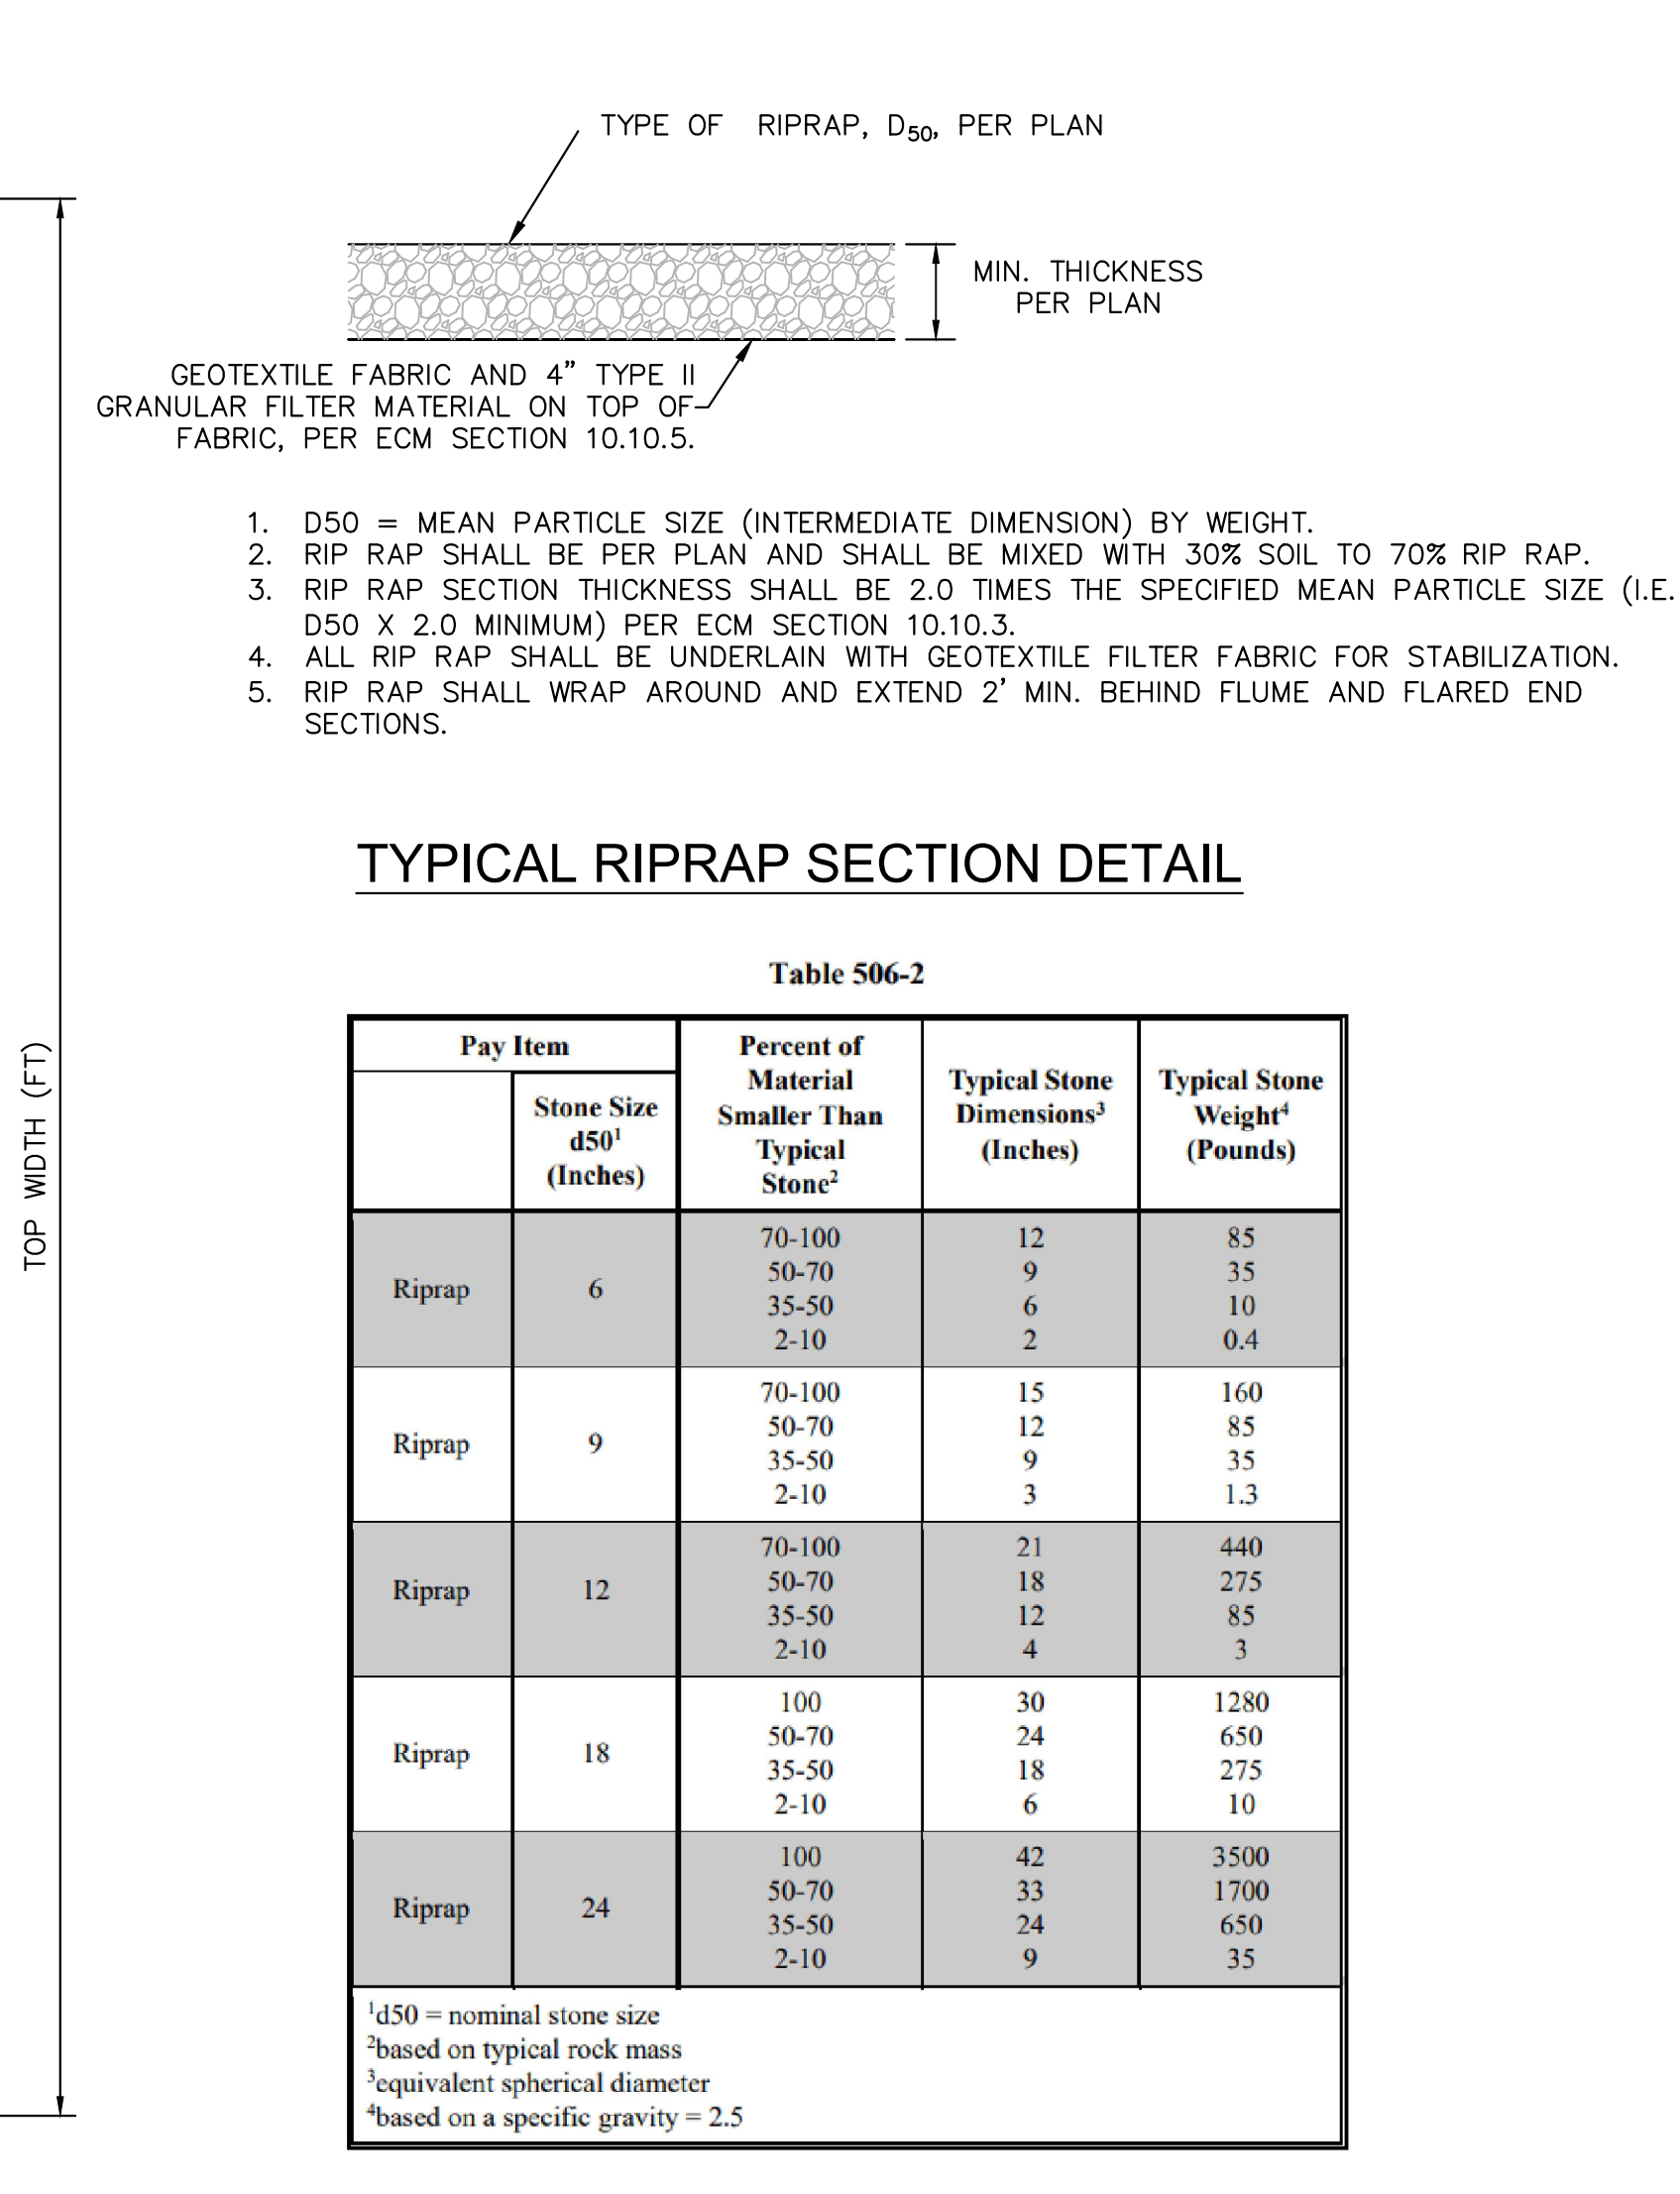 TYPE OF RIPRAP, D50, PER PLAN
MIN. THICKNESS
PER PLAN
GEOTEXTILE FABRIC AND 4" TYPE II
GRANULAR FILTER MATERIAL ON TOP OF
FABRIC, PER ECM SECTION 10.10.5.
1. D50 = MEAN PARTICLE SIZE (INTERMEDIATE DIMENSION) BY WEIGHT.
2. RIP RAP SHALL BE PER PLAN AND SHALL BE MIXED WITH 30% SOIL TO 70% RIP RAP.
3. RIP RAP SECTION THICKNESS SHALL BE 2.0 TIMES THE SPECIFIED MEAN PARTICLE SIZE (I.E.
D50 X 2.0 MINIMUM) PER ECM SECTION 10.10.3.
4. ALL RIP RAP SHALL BE UNDERLAIN WITH GEOTEXTILE FILTER FABRIC FOR STABILIZATION.
5. RIP RAP SHALL WRAP AROUND AND EXTEND 2' MIN. BEHIND FLUME AND FLARED END
SECTIONS.
TYPICAL RIPRAP SECTION DETAIL
TOP WIDTH (FT)
Table 506-2
Pay Item
Stone Size
d50¹
(Inches)
Percent of
Material
Smaller Than
Typical
Stone²
Typical Stone
Dimensions³
(Inches)
Typical Stone
Weight⁴
(Pounds)
Riprap 6
70-100 12 85
50-70 9 35
35-50 6 10
2-10 2 0.4
Riprap 9
70-100 15 160
50-70 12 85
35-50 9 35
2-10 3 1.3
Riprap 12
70-100 21 440
50-70 18 275
35-50 12 85
2-10 4 3
Riprap 18
100 30 1280
50-70 24 650
35-50 18 275
2-10 6 10
Riprap 24
100 42 3500
50-70 33 1700
35-50 24 650
2-10 9 35
¹d50 = nominal stone size
²based on typical rock mass
³equivalent spherical diameter
⁴based on a specific gravity = 2.5